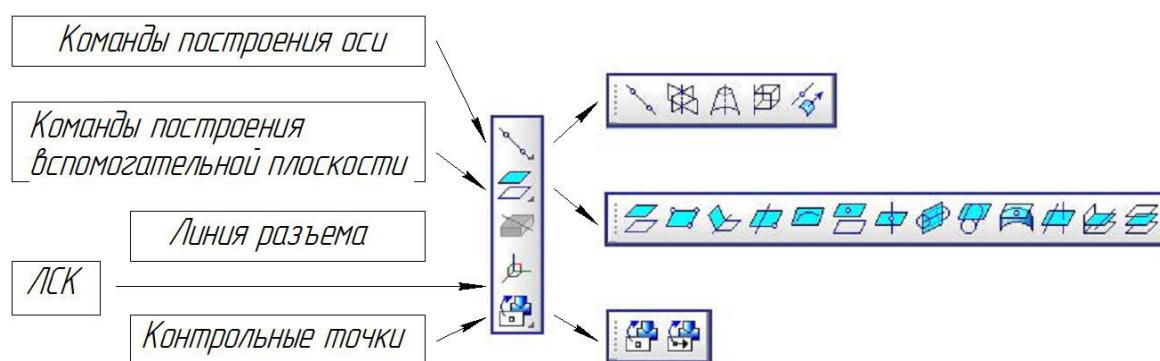 Команды построения оси
Команды построения
вспомогательной плоскости
Линия разъема
ЛСК
Контрольные точки